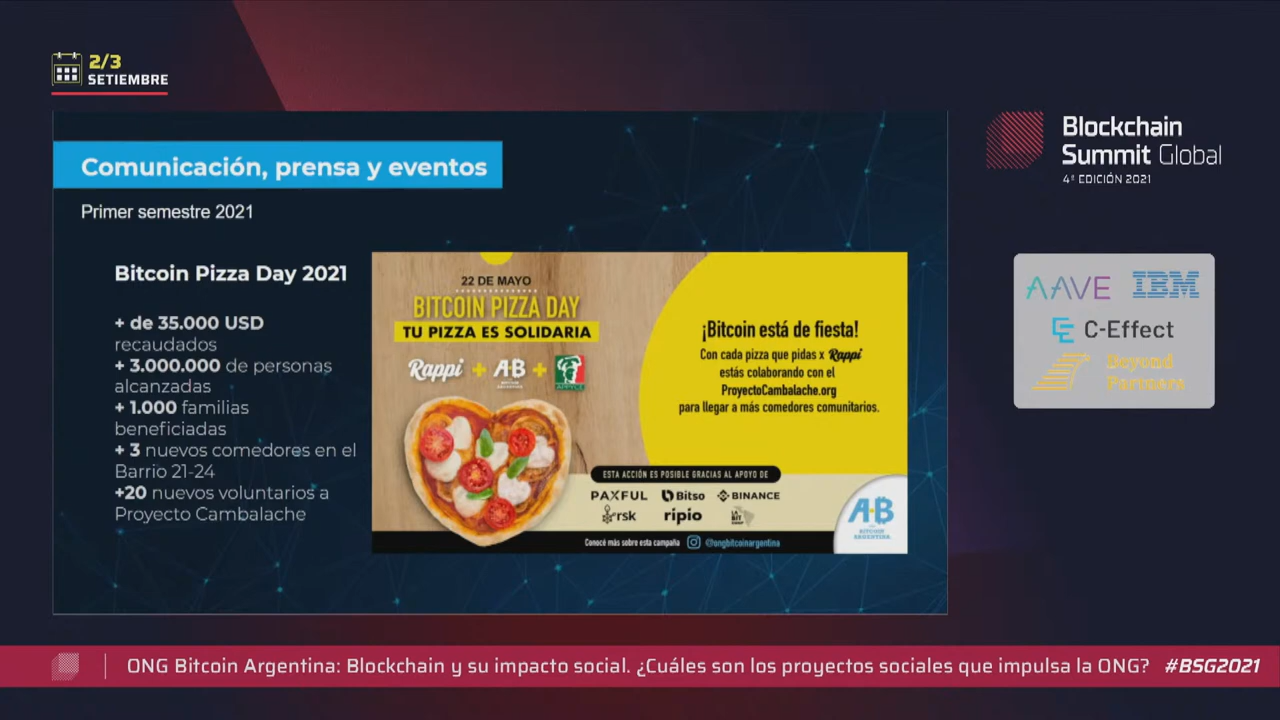 2/3
SETIEMBRE
Blockchain
Summit Global
4ª EDICIÓN 2021
Comunicación, prensa y eventos
Primer semestre 2021
Bitcoin Pizza Day 2021
+ de 35.000 USD
recaudados
+ 3.000.000 de personas
alcanzadas
+ 1.000 familias
beneficiadas
+ 3 nuevos comedores en el
Barrio 21-24
+20 nuevos voluntarios a
Proyecto Cambalache
22 DE MAYO
BITCOIN PIZZA DAY
TU PIZZA ES SOLIDARIA
Rappi + AB +
¡Bitcoin está de fiesta!
Con cada pizza que pidas x Rappi
estás colaborando con el
ProyectoCambalache.org
para llegar a más comedores comunitarios.
ESTA ACCIÓN ES POSIBLE GRACIAS AL APOYO DE
PAXFUL Bitso BINANCE
rsk ripio LA BIT
Conocé más sobre esta campaña @ongbitcoinargentina
AB
BITCOIN
ARGENTINA
AAVE IBM
C-Effect
Beyond
Partners
ONG Bitcoin Argentina: Blockchain y su impacto social. ¿Cuáles son los proyectos sociales que impulsa la ONG? #BSG2021